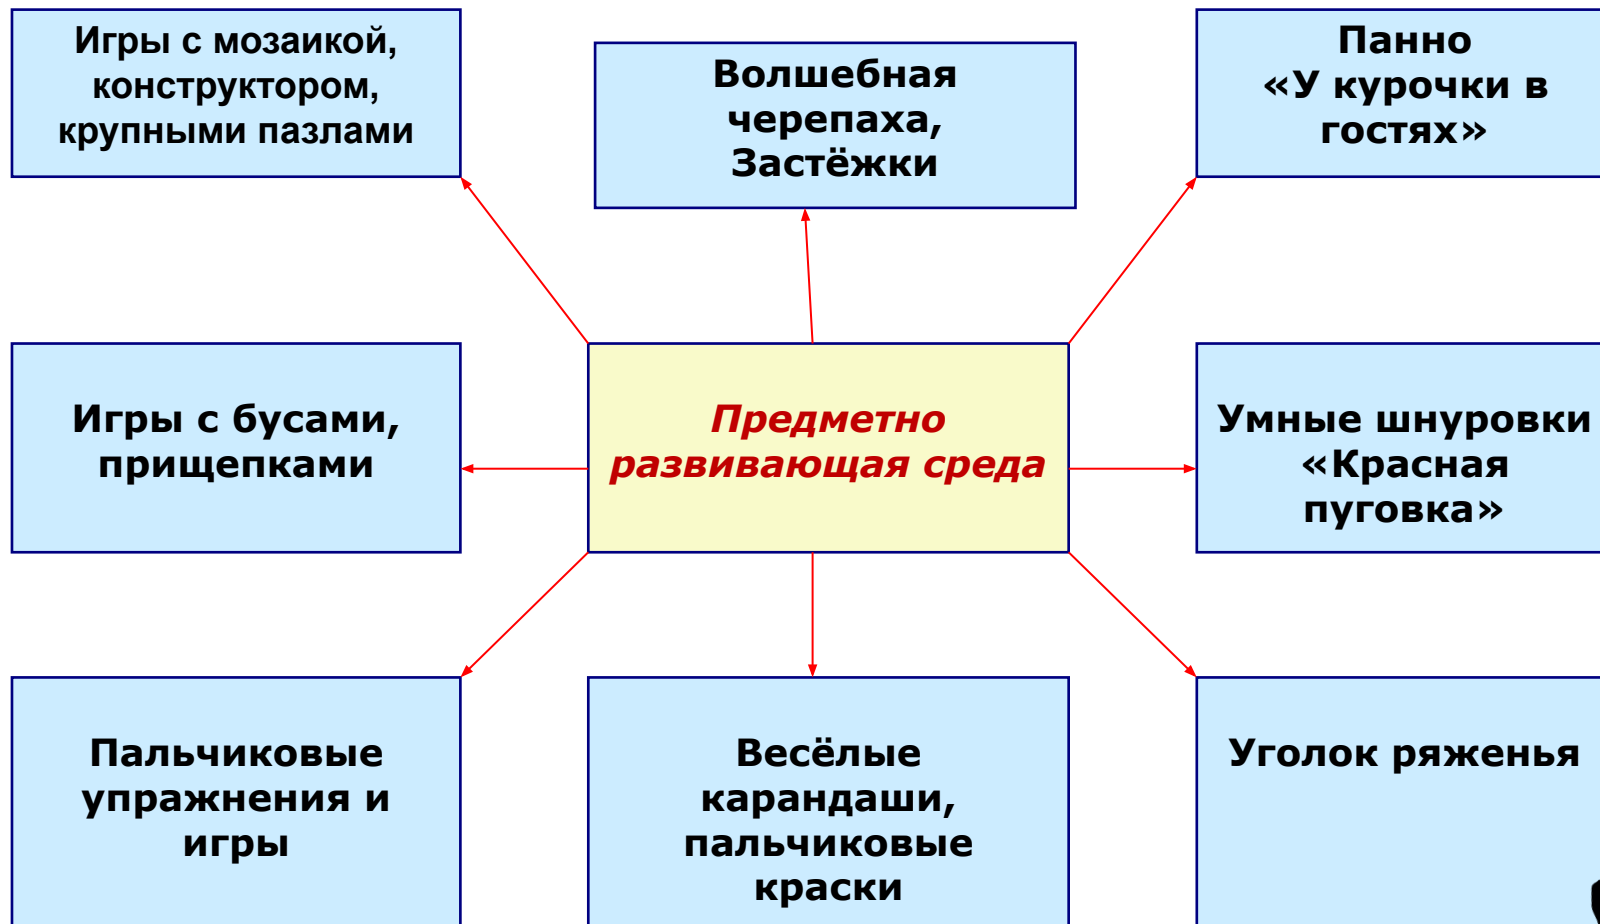 Игры с мозаикой,
конструктором,
крупными пазлами
Волшебная
черепаха,
Застёжки
Панно
«У курочки в
гостях»
Игры с бусами,
прищепками
Предметно
развивающая среда
Умные шнуровки
«Красная
пуговка»
Пальчиковые
упражнения и
игры
Весёлые
карандаши,
пальчиковые
краски
Уголок ряженья